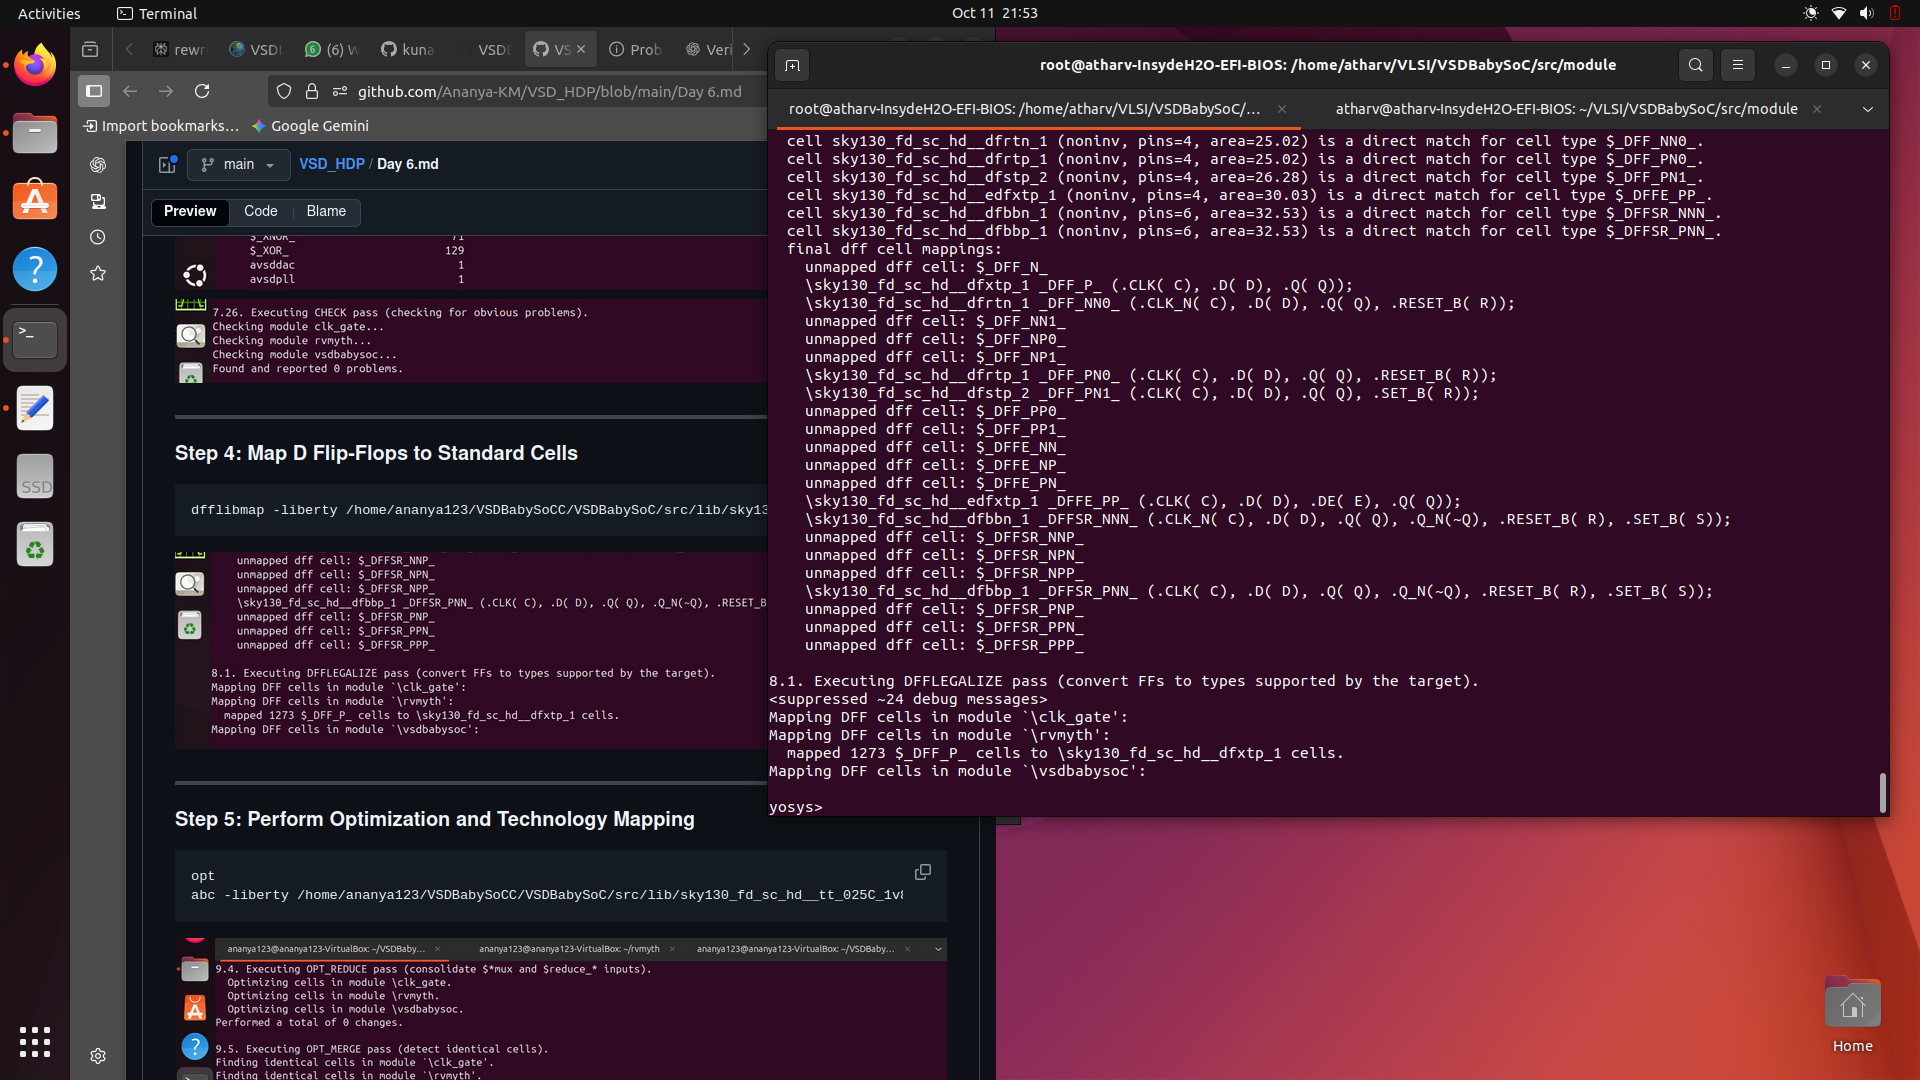 Activities
Terminal
Oct 11 21:53
rewr
VSDI
(6) W
kuna
VSDE
VS
Prob
Veri
github.com/Ananya-KM/VSD_HDP/blob/main/Day 6.md
Import bookmarks…
Google Gemini
main
VSD_HDP / Day 6.md
Preview
Code
Blame
$_XNOR_ 71
$_XOR_ 129
avsddac 1
avsdpll 1
7.26. Executing CHECK pass (checking for obvious problems).
Checking module clk_gate...
Checking module rvmyth...
Checking module vsdbabysoc...
Found and reported 0 problems.
Step 4: Map D Flip-Flops to Standard Cells
dfflibmap -liberty /home/ananya123/VSDBabySoCC/VSDBabySoC/src/lib/sky13
unmapped dff cell: $_DFFSR_NNP_
unmapped dff cell: $_DFFSR_NPN_
unmapped dff cell: $_DFFSR_NPP_
\sky130_fd_sc_hd__dfbbp_1 _DFFSR_PNN_ (.CLK( C), .D( D), .Q( Q), .Q_N(~Q), .RESET_B
unmapped dff cell: $_DFFSR_PNP_
unmapped dff cell: $_DFFSR_PPN_
unmapped dff cell: $_DFFSR_PPP_
8.1. Executing DFFLEGALIZE pass (convert FFs to types supported by the target).
Mapping DFF cells in module `\clk_gate':
Mapping DFF cells in module `\rvmyth':
mapped 1273 $_DFF_P_ cells to \sky130_fd_sc_hd__dfxtp_1 cells.
Mapping DFF cells in module `\vsdbabysoc':
Step 5: Perform Optimization and Technology Mapping
opt
abc -liberty /home/ananya123/VSDBabySoCC/VSDBabySoC/src/lib/sky130_fd_sc_hd__tt_025C_1v8
ananya123@ananya123-VirtualBox: ~/VSDBaby...
ananya123@ananya123-VirtualBox: ~/rvmyth
ananya123@ananya123-VirtualBox: ~/VSDBaby...
9.4. Executing OPT_REDUCE pass (consolidate $*mux and $reduce_* inputs).
Optimizing cells in module \clk_gate.
Optimizing cells in module \rvmyth.
Optimizing cells in module \vsdbabysoc.
Performed a total of 0 changes.
9.5. Executing OPT_MERGE pass (detect identical cells).
Finding identical cells in module `\clk_gate'.
Finding identical cells in module `\rvmyth'.
root@atharv-InsydeH2O-EFI-BIOS: /home/atharv/VLSI/VSDBabySoC/src/module
root@atharv-InsydeH2O-EFI-BIOS: /home/atharv/VLSI/VSDBabySoC/…
atharv@atharv-InsydeH2O-EFI-BIOS: ~/VLSI/VSDBabySoC/src/module
cell sky130_fd_sc_hd__dfrtn_1 (noninv, pins=4, area=25.02) is a direct match for cell type $_DFF_NN0_.
cell sky130_fd_sc_hd__dfrtp_1 (noninv, pins=4, area=25.02) is a direct match for cell type $_DFF_PN0_.
cell sky130_fd_sc_hd__dfstp_2 (noninv, pins=4, area=26.28) is a direct match for cell type $_DFF_PN1_.
cell sky130_fd_sc_hd__edfxtp_1 (noninv, pins=4, area=30.03) is a direct match for cell type $_DFFE_PP_.
cell sky130_fd_sc_hd__dfbbn_1 (noninv, pins=6, area=32.53) is a direct match for cell type $_DFFSR_NNN_.
cell sky130_fd_sc_hd__dfbbp_1 (noninv, pins=6, area=32.53) is a direct match for cell type $_DFFSR_PNN_.
final dff cell mappings:
unmapped dff cell: $_DFF_N_
\sky130_fd_sc_hd__dfxtp_1 _DFF_P_ (.CLK( C), .D( D), .Q( Q));
\sky130_fd_sc_hd__dfrtn_1 _DFF_NN0_ (.CLK_N( C), .D( D), .Q( Q), .RESET_B( R));
unmapped dff cell: $_DFF_NN1_
unmapped dff cell: $_DFF_NP0_
unmapped dff cell: $_DFF_NP1_
\sky130_fd_sc_hd__dfrtp_1 _DFF_PN0_ (.CLK( C), .D( D), .Q( Q), .RESET_B( R));
\sky130_fd_sc_hd__dfstp_2 _DFF_PN1_ (.CLK( C), .D( D), .Q( Q), .SET_B( R));
unmapped dff cell: $_DFF_PP0_
unmapped dff cell: $_DFF_PP1_
unmapped dff cell: $_DFFE_NN_
unmapped dff cell: $_DFFE_NP_
unmapped dff cell: $_DFFE_PN_
\sky130_fd_sc_hd__edfxtp_1 _DFFE_PP_ (.CLK( C), .D( D), .DE( E), .Q( Q));
\sky130_fd_sc_hd__dfbbn_1 _DFFSR_NNN_ (.CLK_N( C), .D( D), .Q( Q), .Q_N(~Q), .RESET_B( R), .SET_B( S));
unmapped dff cell: $_DFFSR_NNP_
unmapped dff cell: $_DFFSR_NPN_
unmapped dff cell: $_DFFSR_NPP_
\sky130_fd_sc_hd__dfbbp_1 _DFFSR_PNN_ (.CLK( C), .D( D), .Q( Q), .Q_N(~Q), .RESET_B( R), .SET_B( S));
unmapped dff cell: $_DFFSR_PNP_
unmapped dff cell: $_DFFSR_PPN_
unmapped dff cell: $_DFFSR_PPP_
8.1. Executing DFFLEGALIZE pass (convert FFs to types supported by the target).
<suppressed ~24 debug messages>
Mapping DFF cells in module `\clk_gate':
Mapping DFF cells in module `\rvmyth':
mapped 1273 $_DFF_P_ cells to \sky130_fd_sc_hd__dfxtp_1 cells.
Mapping DFF cells in module `\vsdbabysoc':
yosys>
SSD
Home